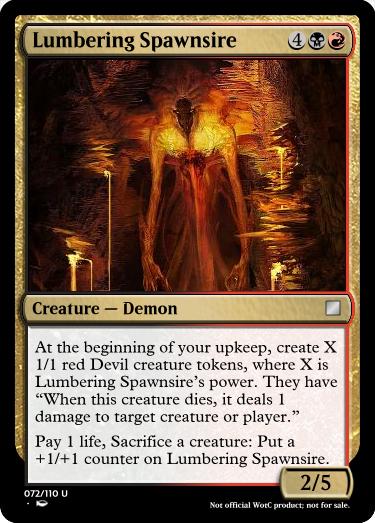 Lumbering Spawnsire 4
Creature — Demon
At the beginning of your upkeep, create X
1/1 red Devil creature tokens, where X is
Lumbering Spawnsire's power. They have
“When this creature dies, it deals 1
damage to target creature or player.”
Pay 1 life, Sacrifice a creature: Put a
+1/+1 counter on Lumbering Spawnsire.
2/5
072/110 U
Not official WotC product; not for sale.